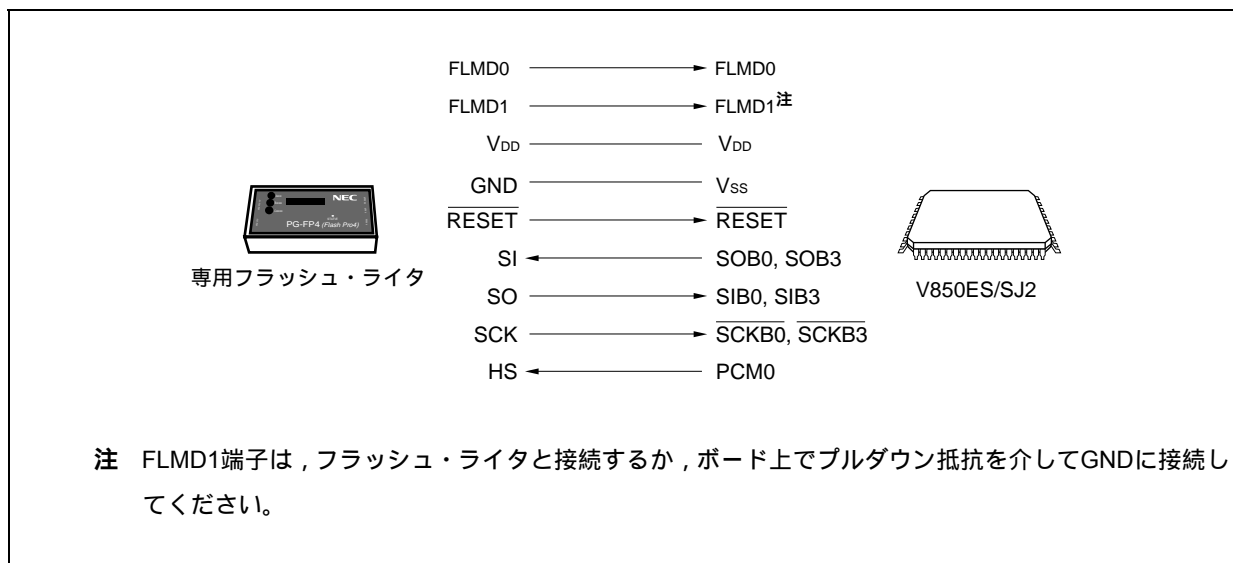 FLMD0 FLMD0
FLMD1 FLMD1注
VDD VDD
GND VSS
RESET RESET
SI SOB0, SOB3
SO SIB0, SIB3
SCK SCKB0, SCKB3
HS PCM0
NEC
PG-FP4 (Flash Pro4)
専用フラッシュ・ライタ
V850ES/SJ2
注 FLMD1端子は,フラッシュ・ライタと接続するか,ボード上でプルダウン抵抗を介してGNDに接続し
てください。